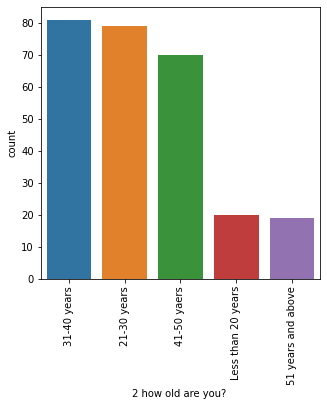 80
70
60
50
40
30
20
10
0
count
31-40 years
21-30 years
41-50 yaers
Less than 20 years
51 years and above
2 how old are you?